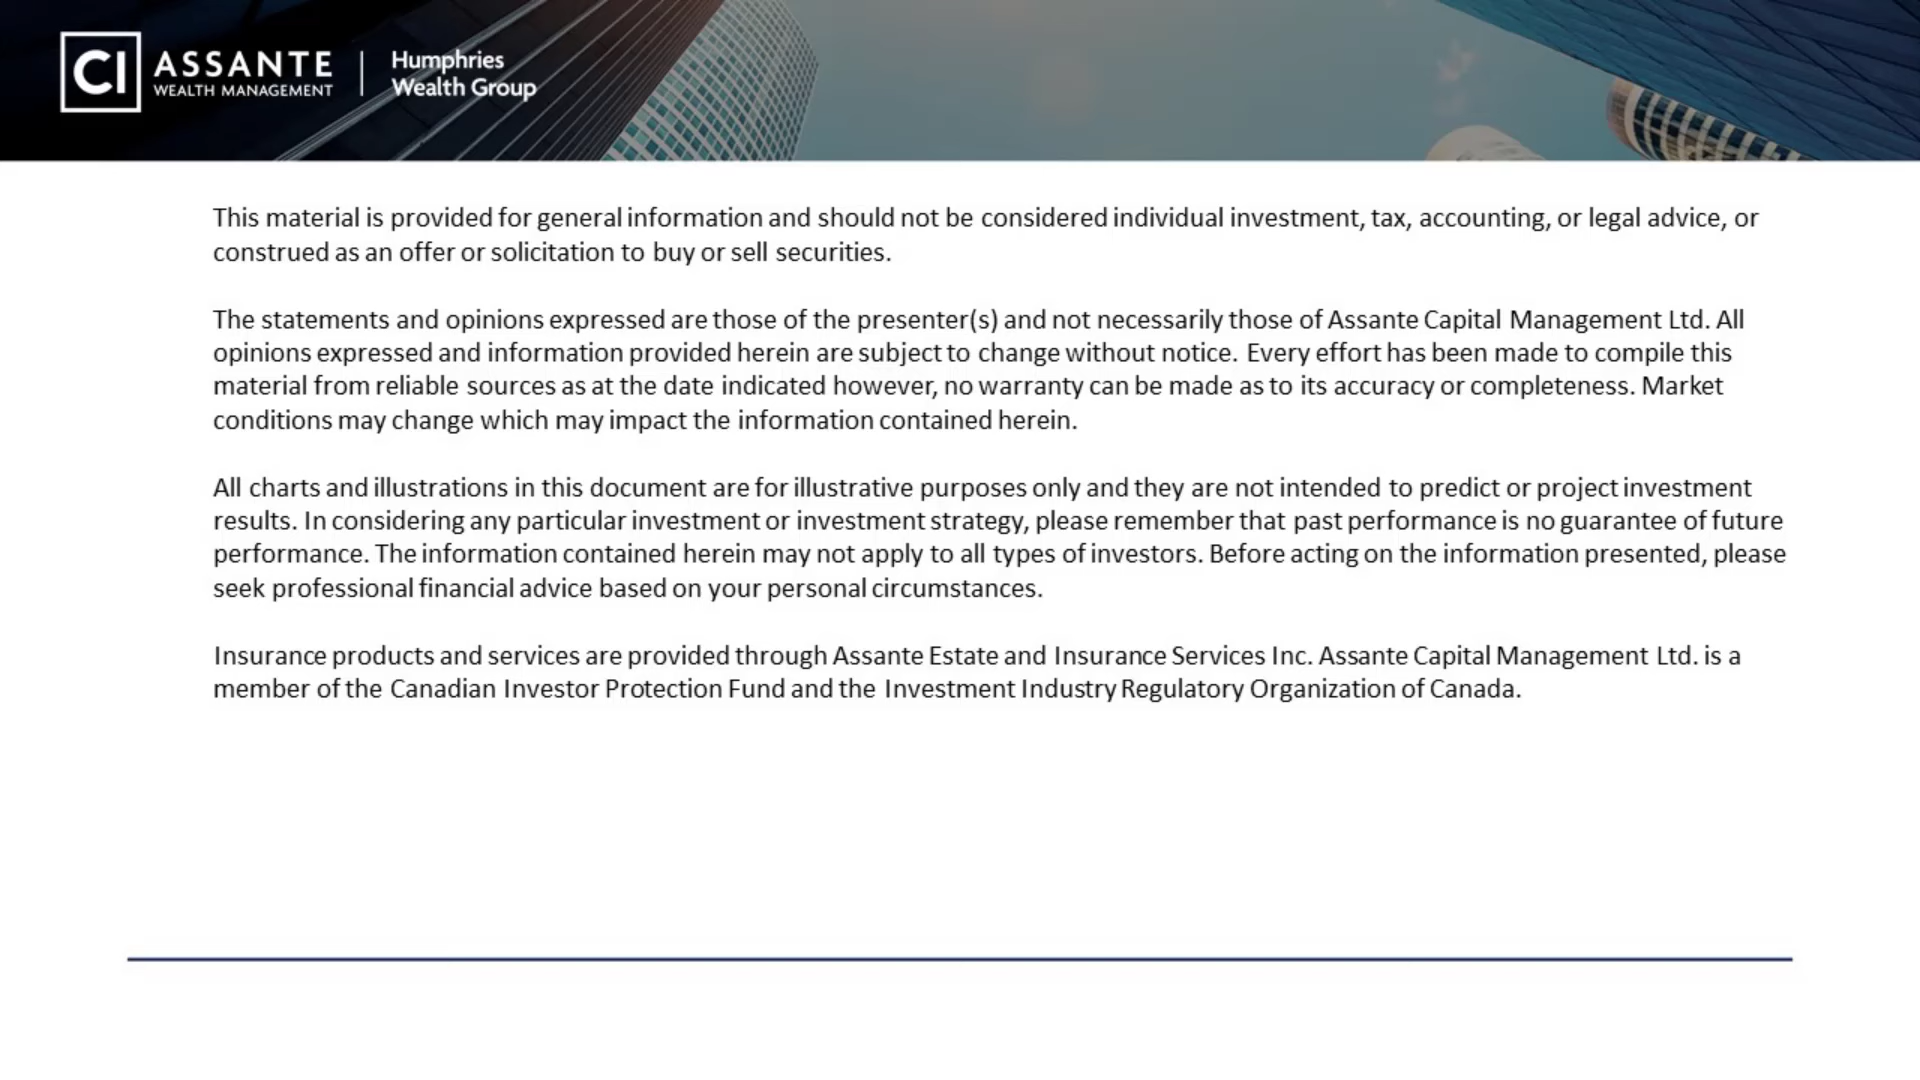 CI ASSANTE
WEALTH MANAGEMENT
Humphries
Wealth Group
This material is provided for general information and should not be considered individual investment, tax, accounting, or legal advice, or
construed as an offer or solicitation to buy or sell securities.
The statements and opinions expressed are those of the presenter(s) and not necessarily those of Assante Capital Management Ltd. All
opinions expressed and information provided herein are subject to change without notice. Every effort has been made to compile this
material from reliable sources as at the date indicated however, no warranty can be made as to its accuracy or completeness. Market
conditions may change which may impact the information contained herein.
All charts and illustrations in this document are for illustrative purposes only and they are not intended to predict or project investment
results. In considering any particular investment or investment strategy, please remember that past performance is no guarantee of future
performance. The information contained herein may not apply to all types of investors. Before acting on the information presented, please
seek professional financial advice based on your personal circumstances.
Insurance products and services are provided through Assante Estate and Insurance Services Inc. Assante Capital Management Ltd. is a
member of the Canadian Investor Protection Fund and the Investment Industry Regulatory Organization of Canada.